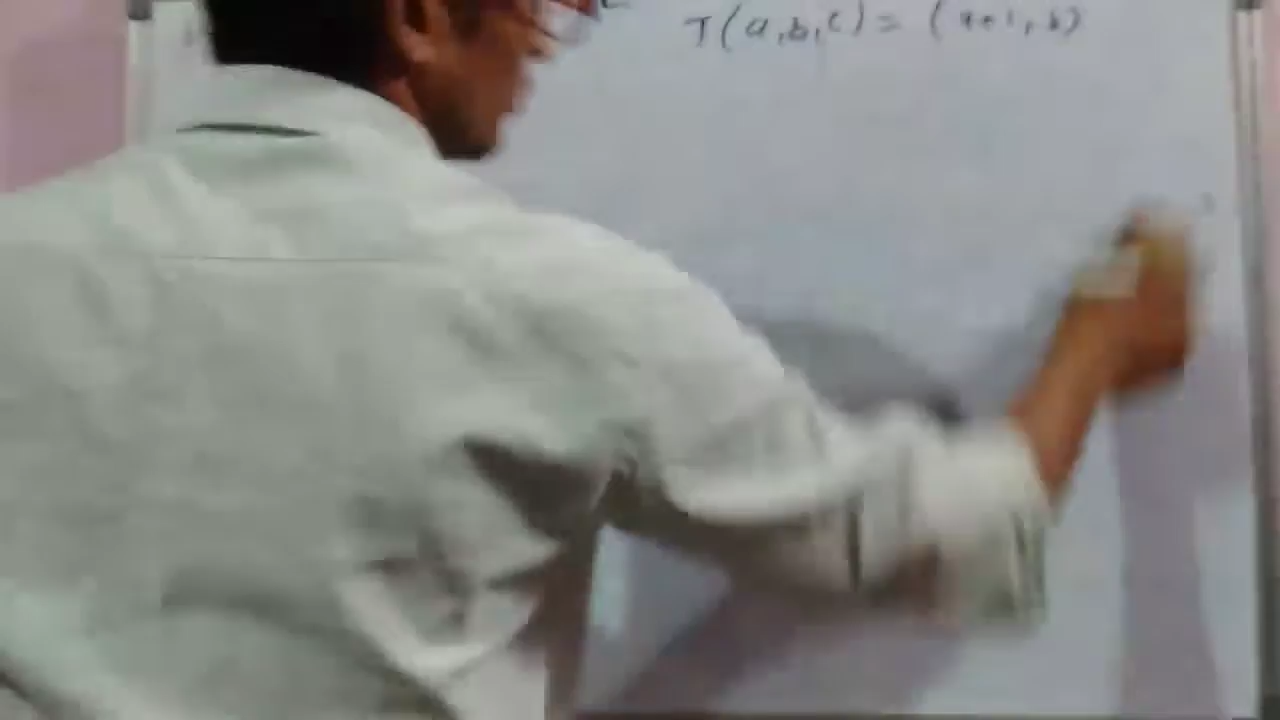 T(a,b,c) = (a+1, b)